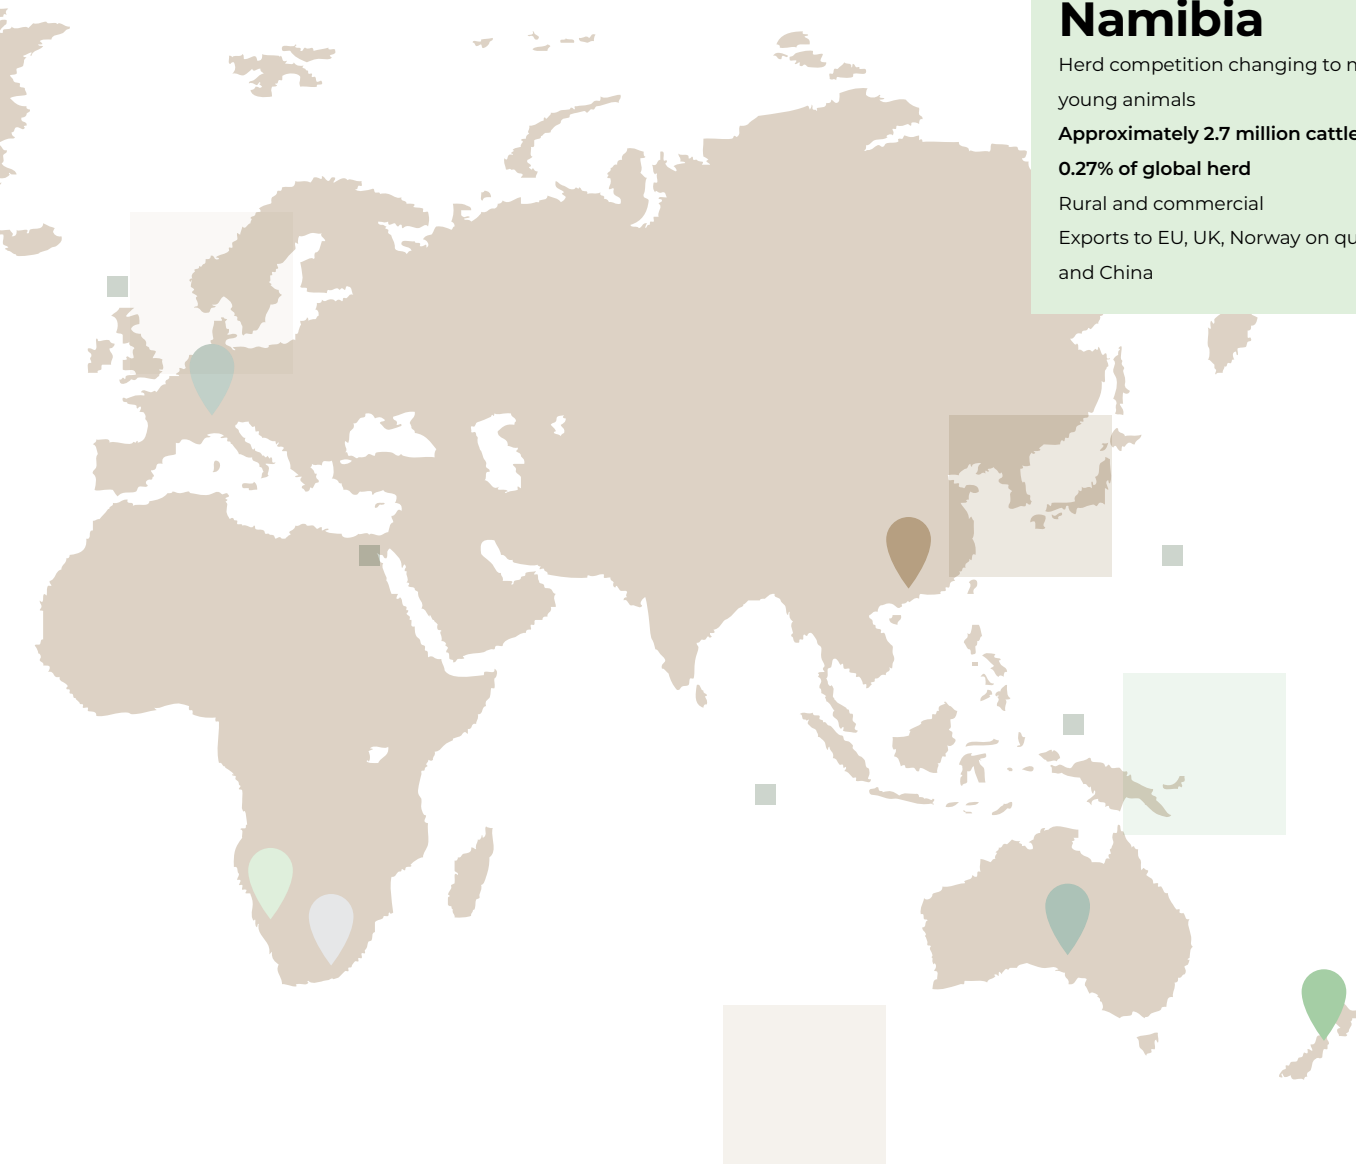 Namibia
Herd competition changing to
young animals
Approximately 2.7 million cattle
0.27% of global herd
Rural and commercial
Exports to EU, UK, Norway on
and China